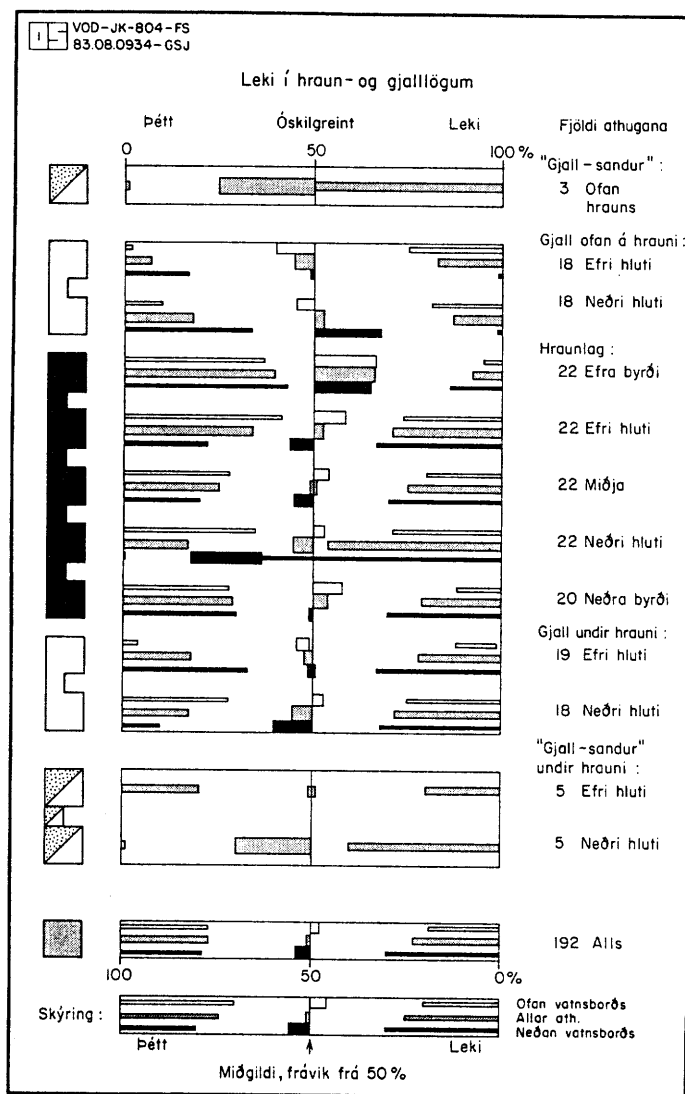 VOD-JK-804-FS
83.08.0934-GSJ
Leki í hraun- og gjalllögum
Þétt Óskilgreint Leki Fjöldi athugana
0 50 100 %
"Gjall-sandur" :
3 Ofan
hrauns
Gjall ofan á hrauni :
18 Efri hluti
18 Neðri hluti
Hraunlag :
22 Efra byrði
22 Efri hluti
22 Miðja
22 Neðri hluti
20 Neðra byrði
Gjall undir hrauni :
19 Efri hluti
18 Neðri hluti
"Gjall-sandur"
undir hrauni :
5 Efri hluti
5 Neðri hluti
192 Alls
100 50 0%
Skýring :
Ofan vatnsborðs
Allar ath.
Neðan vatnsborðs
Þétt Leki
Miðgildi, frávik frá 50 %